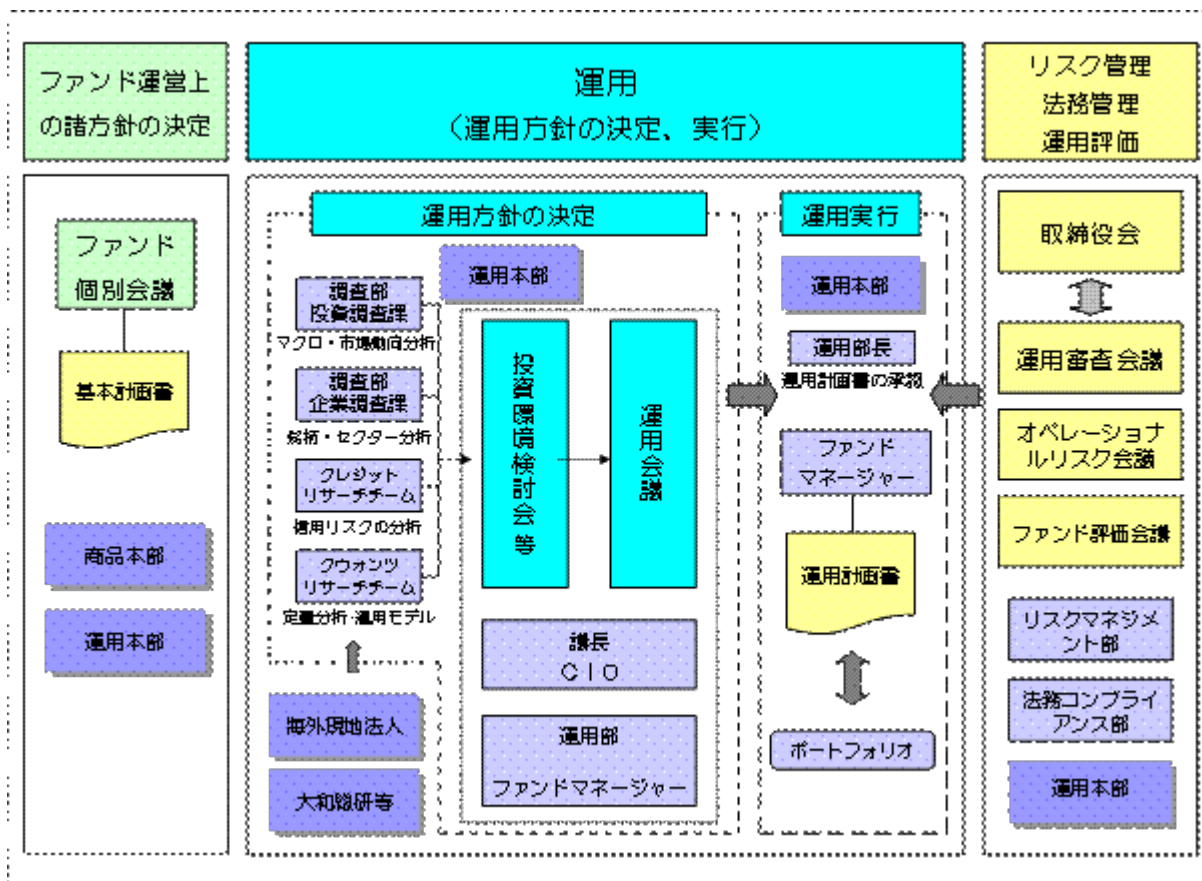 ファンド運営上
の諸方針の決定
運用
（運用方針の決定、実行）
リスク管理
法務管理
運用評価
ファンド
個別会議
基本計画書
商品本部
運用本部
運用方針の決定
運用本部
調査部
投資調査課
マクロ・市場動向分析
調査部
企業調査課
銘柄・セクター分析
クレジット
リサーチチーム
信用リスクの分析
クウォンツ
リサーチチーム
定量分析・運用モデル
海外現地法人
大和総研等
投資環境検討会等
運用会議
議長
ＣＩＯ
運用部
ファンドマネージャー
運用実行
運用本部
運用部長
運用計画書の承認
ファンド
マネージャー
運用計画書
ポートフォリオ
取締役会
運用審査会議
オペレーショナ
ルリスク会議
ファンド評価会議
リスクマネジメ
ント部
法務コンプライ
アンス部
運用本部